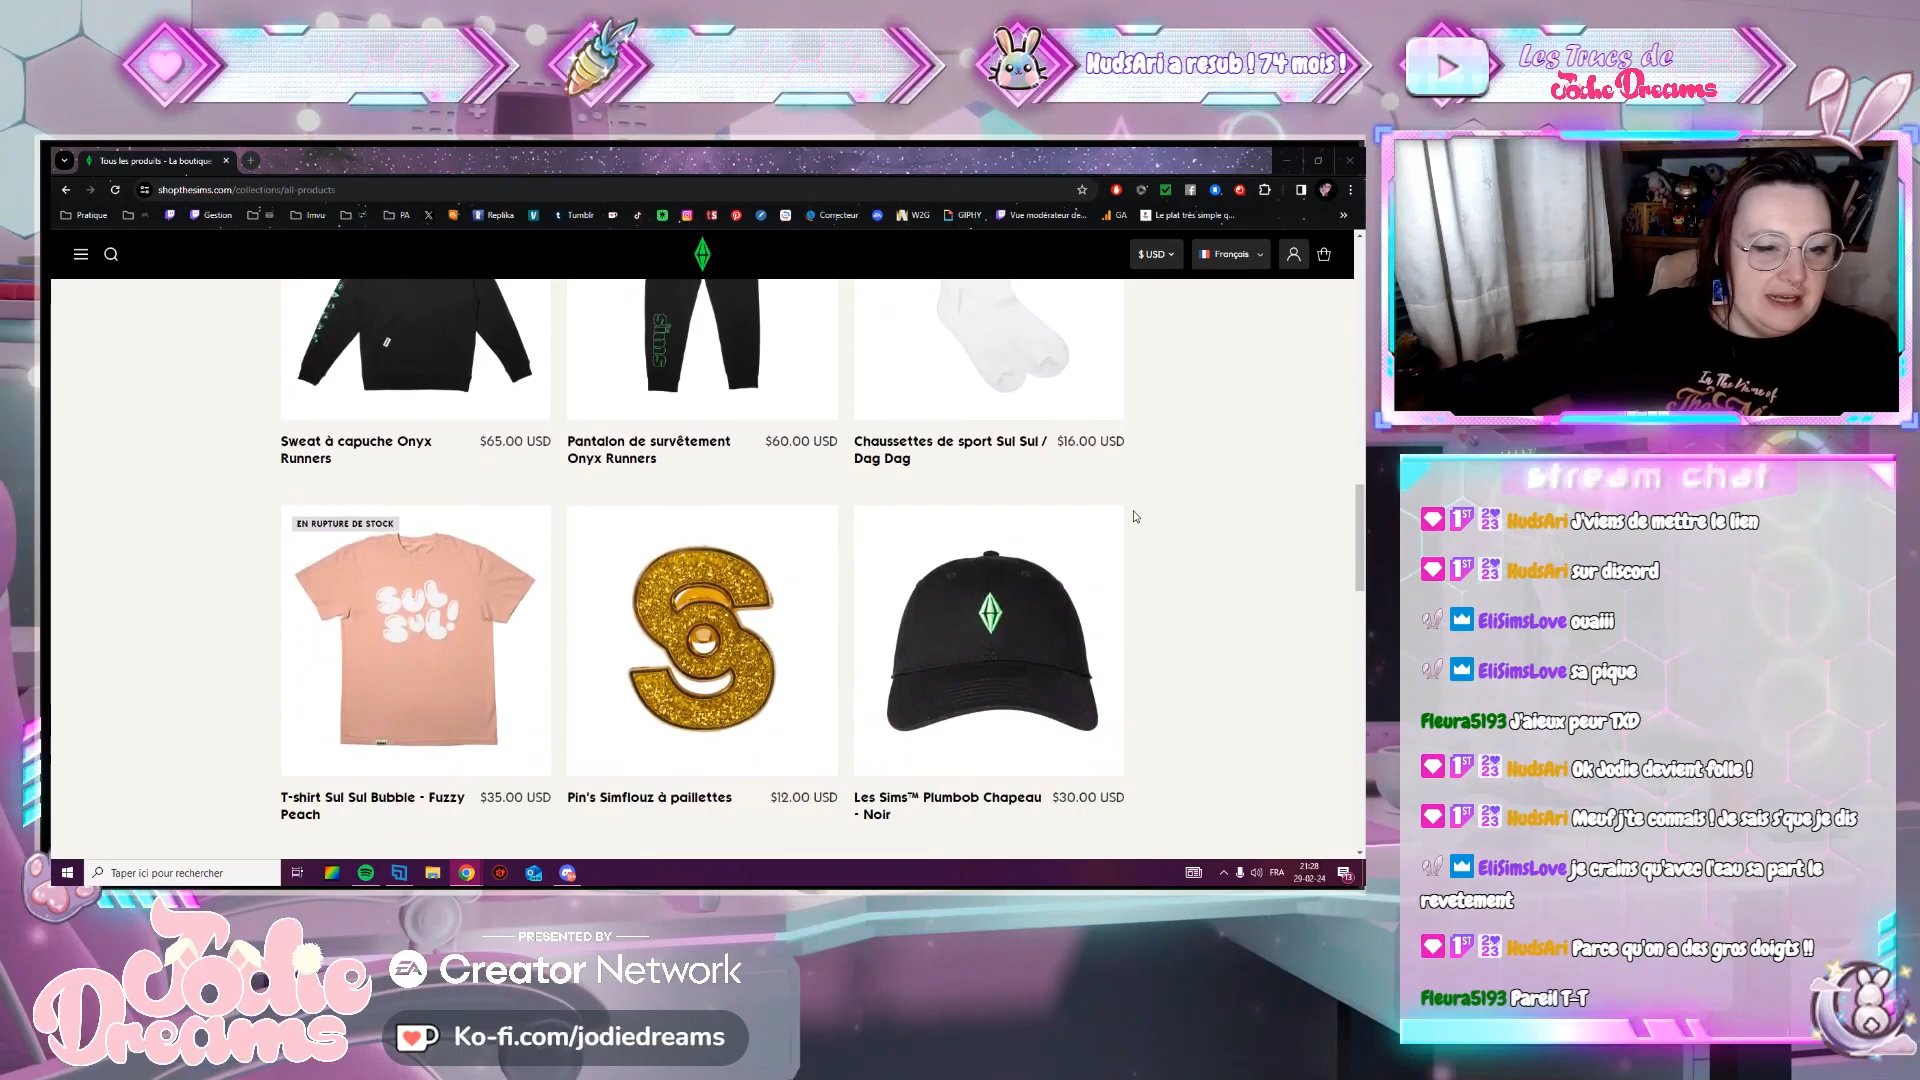 HudsAri a resub ! 74 mois !
Les Trucs de
Jodie Dreams
Tous les produits - La boutique
shopthesims.com/collections/all-products
Pratique
Gestion
Imvu
PA
Replika
Tumblr
Correcteur
W2G
GIPHY
Vue modérateur de...
GA
Le plat très simple q...
$ USD
Français
sims
Sweat à capuche Onyx Runners
$65.00 USD
Pantalon de survêtement Onyx Runners
$60.00 USD
Chaussettes de sport Sul Sul / Dag Dag
$16.00 USD
EN RUPTURE DE STOCK
SUL SUL!
T-shirt Sul Sul Bubble - Fuzzy Peach
$35.00 USD
Pin's Simflouz à paillettes
$12.00 USD
Les Sims™ Plumbob Chapeau - Noir
$30.00 USD
Taper ici pour rechercher
FRA
21:28
29-02-24
13
In The Name of
The M
stream chat
HudsAri J'viens de mettre le lien
HudsAri sur discord
EliSimsLove ouaiii
EliSimsLove sa pique
Fleura5193 J'aieux peur TXD
HudsAri Ok Jodie devient folle !
HudsAri Meuf j'te connais ! Je sais s'que je dis
EliSimsLove je crains qu'avec l'eau sa part le
revetement
HudsAri Parce qu'on a des gros doigts !!
Fleura5193 Pareil T-T
Jodie
Dreams
PRESENTED BY
EA Creator Network
Ko-fi.com/jodiedreams